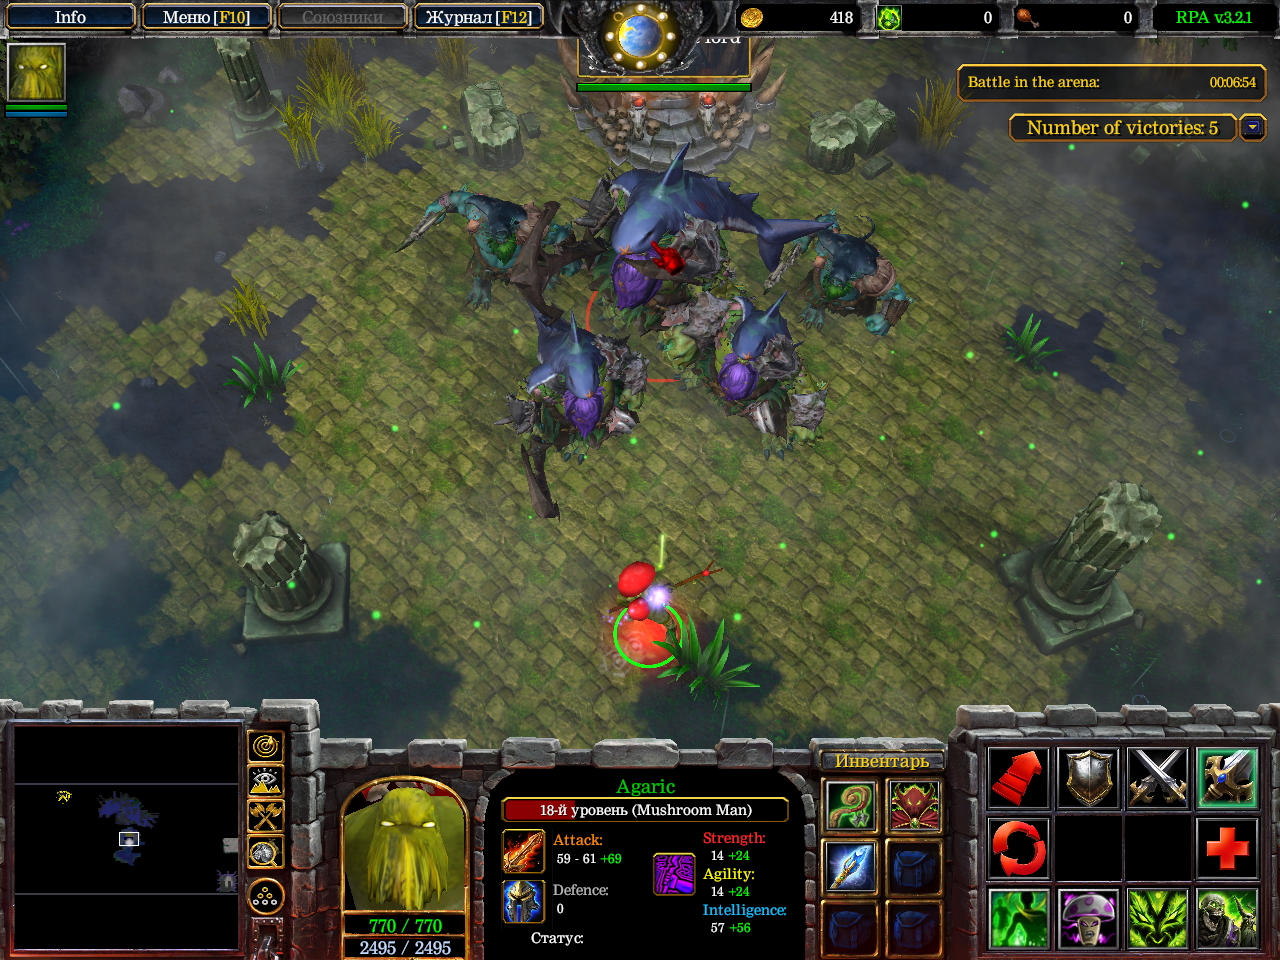 Info
Меню [F10]
Союзники
Журнал [F12]
418
0
0
RPA v.3.2.1
lord
Battle in the arena: 00:06:54
Number of victories: 5
Agaric
18-й уровень (Mushroom Man)
Attack:
59 - 61 +69
Defence:
0
Статус:
Strength:
14 +24
Agility:
14 +24
Intelligence:
57 +56
770 / 770
2495 / 2495
Инвентарь